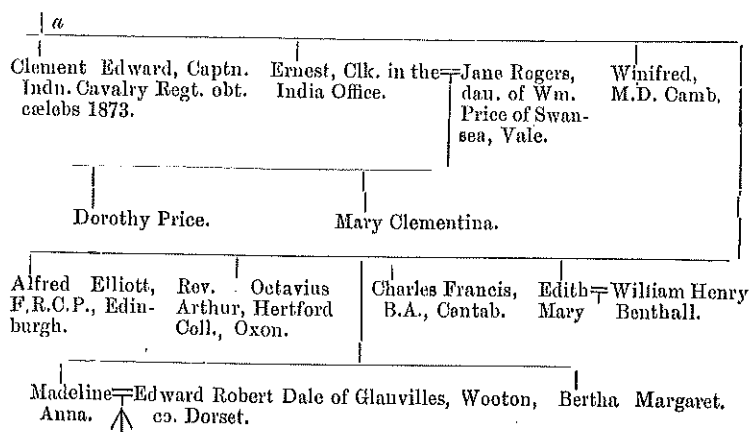 a
Clement Edward, Captn. Indn. Cavalry Regt. obt. cælebs 1873.
Ernest, Clk. in the India Office.
Jane Rogers, dau. of Wm. Price of Swansea, Vale.
Winifred, M.D. Camb.
Dorothy Price.
Mary Clementina.
Alfred Elliott, F.R.C.P., Edinburgh.
Rev. Octavius Arthur, Hertford Coll., Oxon.
Charles Francis, B.A., Cantab.
Edith Mary
William Henry Benthall.
Madeline Anna.
Edward Robert Dale of Glanvilles, Wooton, co. Dorset.
Bertha Margaret.